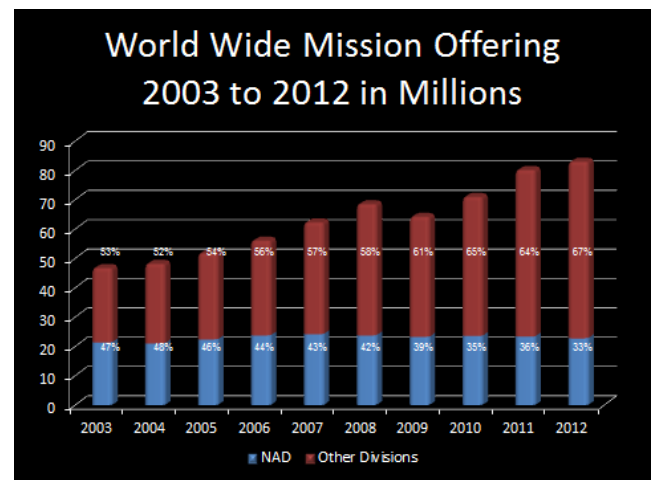 World Wide Mission Offering
2003 to 2012 in Millions
90
80
70
60
50
40
30
20
10
0
53% 52% 54% 56% 57% 58% 61% 65% 64% 67%
47% 48% 46% 44% 43% 42% 39% 35% 36% 33%
2003 2004 2005 2006 2007 2008 2009 2010 2011 2012
NAD Other Divisions